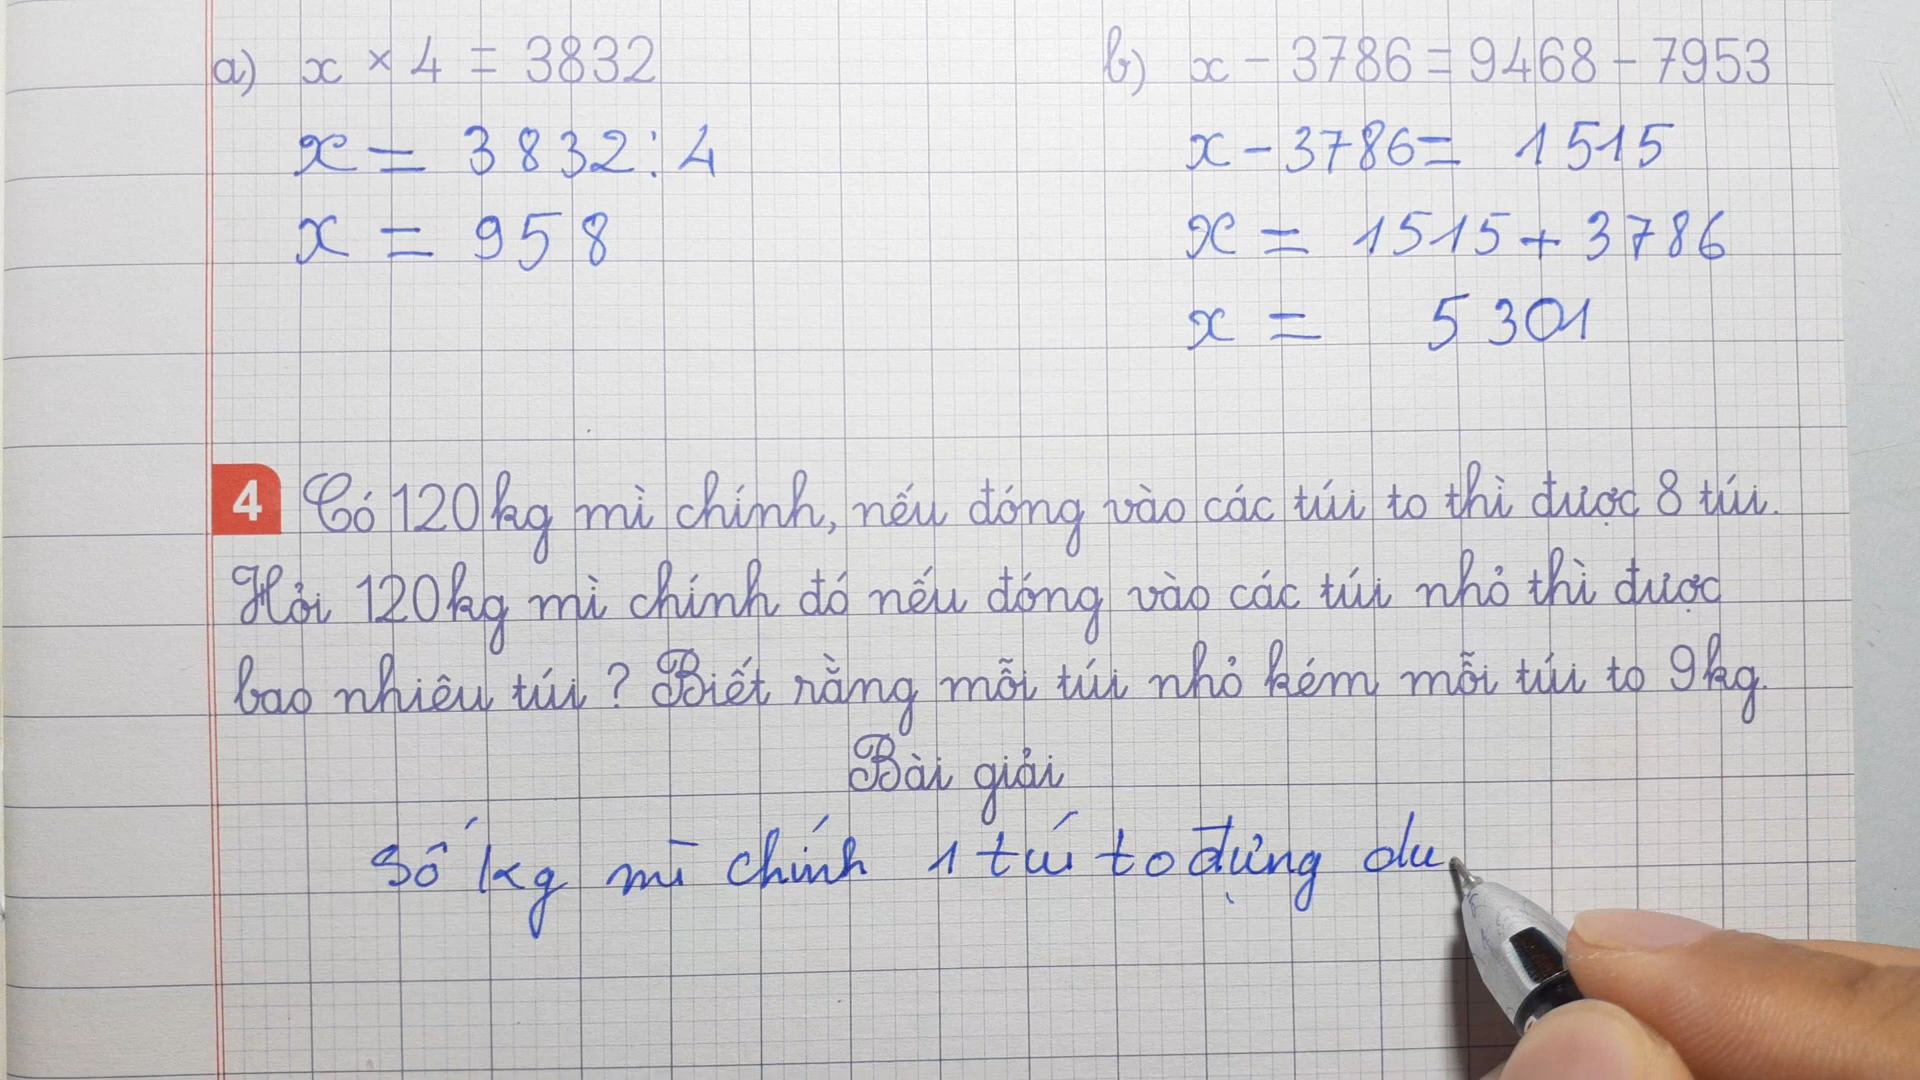 a) x × 4 = 3832
x = 3832 : 4
x = 958
b) x - 3786 = 9468 - 7953
x - 3786 = 1515
x = 1515 + 3786
x = 5301
4 Có 120kg mì chính, nếu đóng vào các túi to thì được 8 túi.
Hỏi 120kg mì chính đó nếu đóng vào các túi nhỏ thì được
bao nhiêu túi? Biết rằng mỗi túi nhỏ kém mỗi túi to 9kg.
Bài giải
Số kg mì chính 1 túi to đựng du